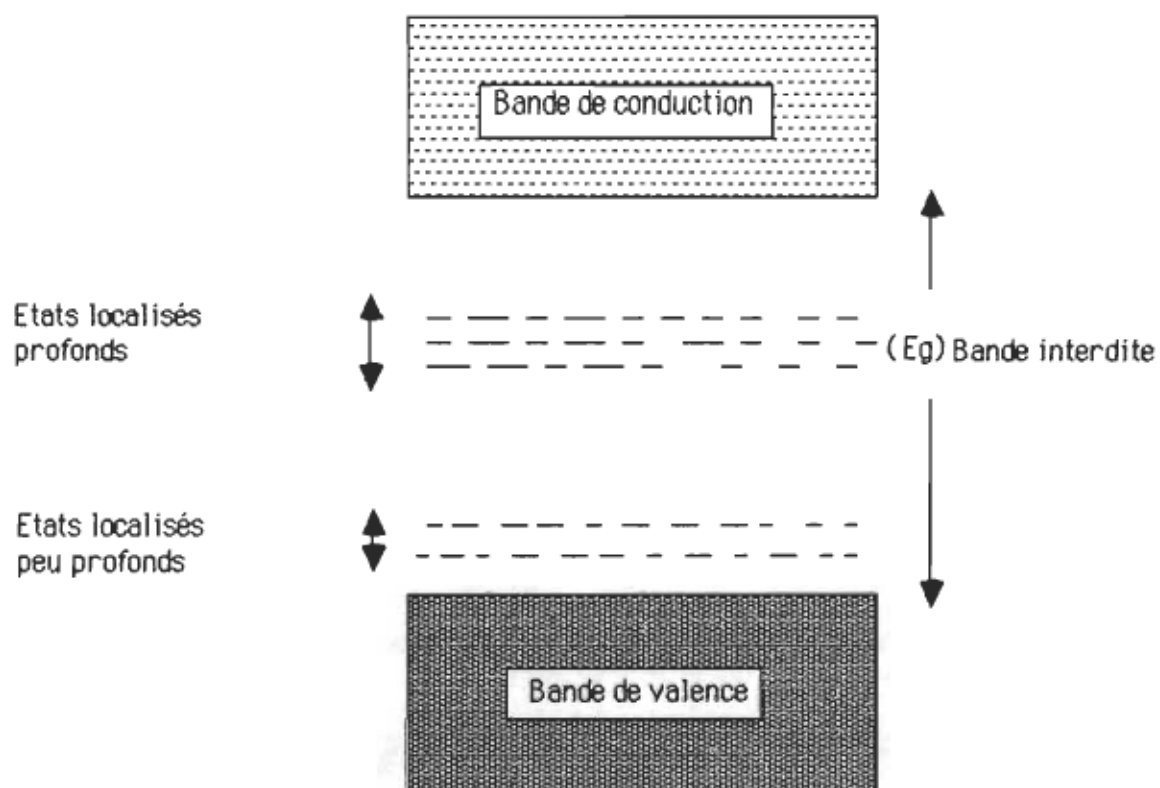 Bande de conduction
Etats localisés
profonds
(Eg) Bande interdite
Etats localisés
peu profonds
Bande de valence